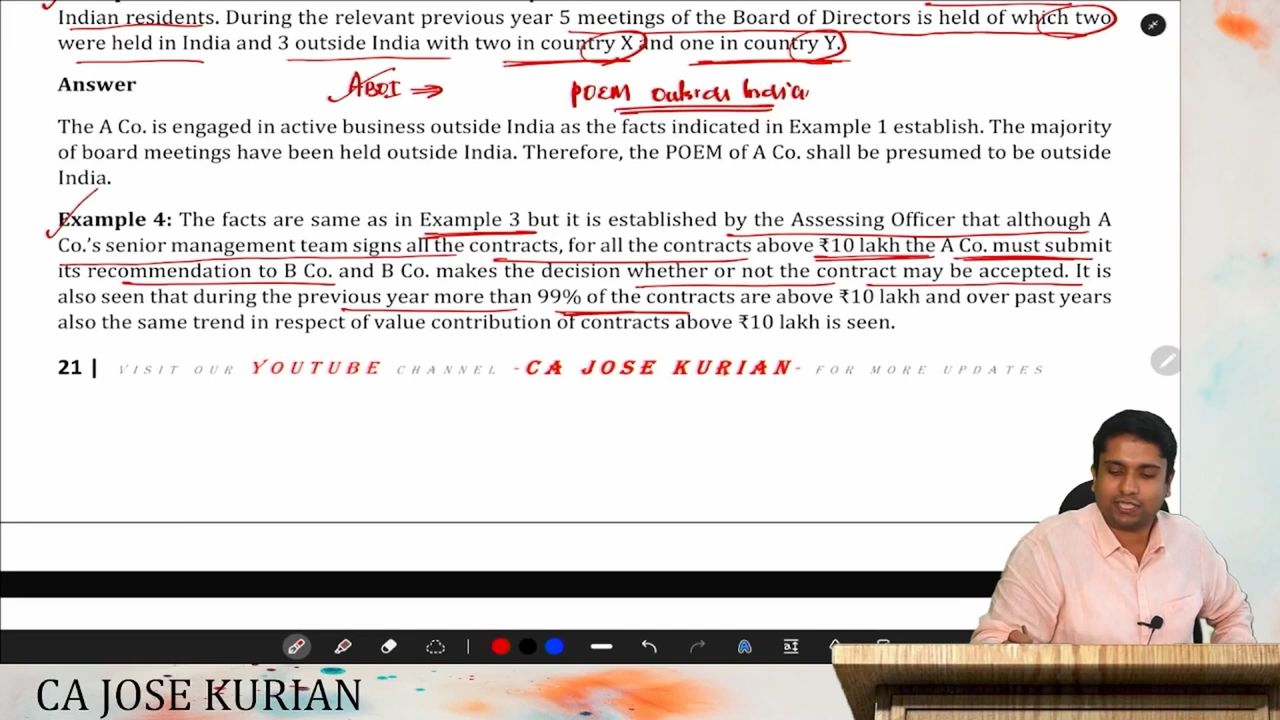 Indian residents. During the relevant previous year 5 meetings of the Board of Directors is held of which two
were held in India and 3 outside India with two in country X and one in country Y.
Answer
ABOI → POEM outside India
The A Co. is engaged in active business outside India as the facts indicated in Example 1 establish. The majority
of board meetings have been held outside India. Therefore, the POEM of A Co. shall be presumed to be outside
India.
Example 4: The facts are same as in Example 3 but it is established by the Assessing Officer that although A
Co.'s senior management team signs all the contracts, for all the contracts above ₹10 lakh the A Co. must submit
its recommendation to B Co. and B Co. makes the decision whether or not the contract may be accepted. It is
also seen that during the previous year more than 99% of the contracts are above ₹10 lakh and over past years
also the same trend in respect of value contribution of contracts above ₹10 lakh is seen.
21 | VISIT OUR YOUTUBE CHANNEL -CA JOSE KURIAN- FOR MORE UPDATES
CA JOSE KURIAN